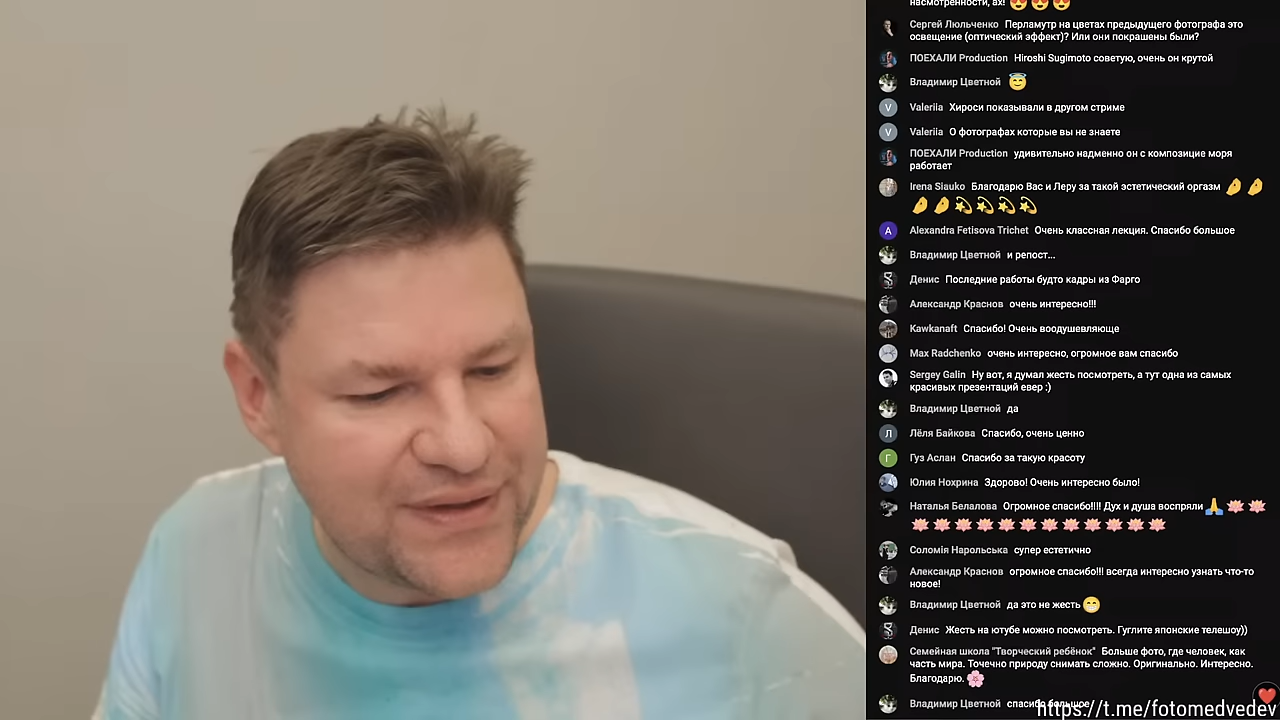 насмотренности, ах! 😍 😍 😍
Сергей Люльченко Перламутр на цветах предыдущего фотографа это
освещение (оптический эффект)? Или они покрашены были?
ПОЕХАЛИ Production Hiroshi Sugimoto советую, очень он крутой
Владимир Цветной 😇
V Valeriia Хироси показывали в другом стриме
V Valeriia О фотографах которые вы не знаете
ПОЕХАЛИ Production удивительно надменно он с композицие моря
работает
Irena Siauko Благодарю Вас и Леру за такой эстетический оргазм 🤌 🤌
🤌 🤌 💫 💫 💫 💫
A Alexandra Fetisova Trichet Очень классная лекция. Спасибо большое
Владимир Цветной и репост...
Денис Последние работы будто кадры из Фарго
Александр Краснов очень интересно!!!
Kawkanaft Спасибо! Очень воодушевляюще
Max Radchenko очень интересно, огромное вам спасибо
Sergey Galin Ну вот, я думал жесть посмотреть, а тут одна из самых
красивых презентаций евер :)
Владимир Цветной да
Л Лёля Байкова Спасибо, очень ценно
Г Гуз Аслан Спасибо за такую красоту
Юлия Нохрина Здорово! Очень интересно было!
Наталья Белалова Огромное спасибо!!!! Дух и душа воспряли 🙏 🪷 🪷
🪷 🪷 🪷 🪷 🪷 🪷 🪷 🪷 🪷 🪷 🪷 🪷
Соломія Нарольська супер естетично
Александр Краснов огромное спасибо!!! всегда интересно узнать что-то
новое!
Владимир Цветной да это не жесть 😁
Денис Жесть на ютубе можно посмотреть. Гуглите японские телешоу))
Семейная школа "Творческий ребёнок" Больше фото, где человек, как
часть мира. Точечно природу снимать сложно. Оригинально. Интересно.
Благодарю. 🌸
Владимир Цветной спасибо большое
https://t.me/fotomedvedev